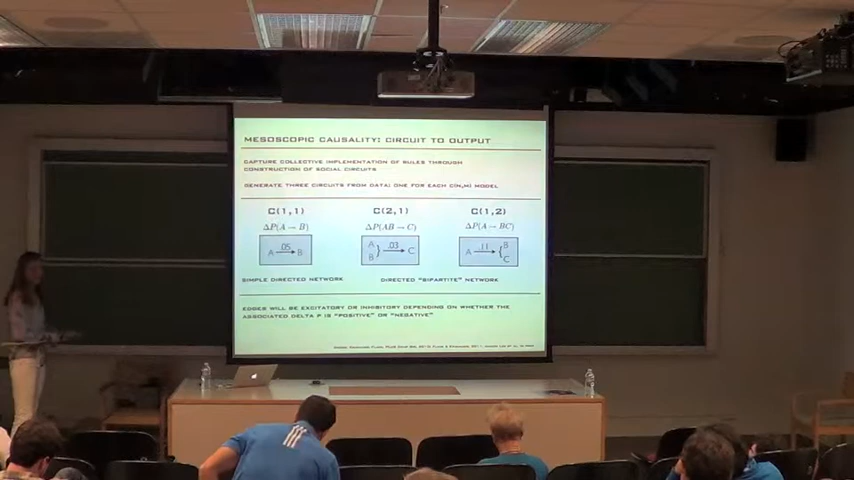 MESOSCOPIC CAUSALITY: CIRCUIT TO OUTPUT
CAPTURE COLLECTIVE IMPLEMENTATION OF RULES THROUGH
CONSTRUCTION OF SOCIAL CIRCUITS
GENERATE THREE CIRCUITS FROM DATA: ONE FOR EACH C(N,M) MODEL
C(1,1) C(2,1) C(1,2)
ΔP(A → B) ΔP(AB → C) ΔP(A → BC)
A .05 B
A B } .03 C
A .11 { B C
SIMPLE DIRECTED NETWORK DIRECTED "BIPARTITE" NETWORK
EDGES WILL BE EXCITATORY OR INHIBITORY DEPENDING ON WHETHER THE
ASSOCIATED DELTA P IS "POSITIVE" OR "NEGATIVE"